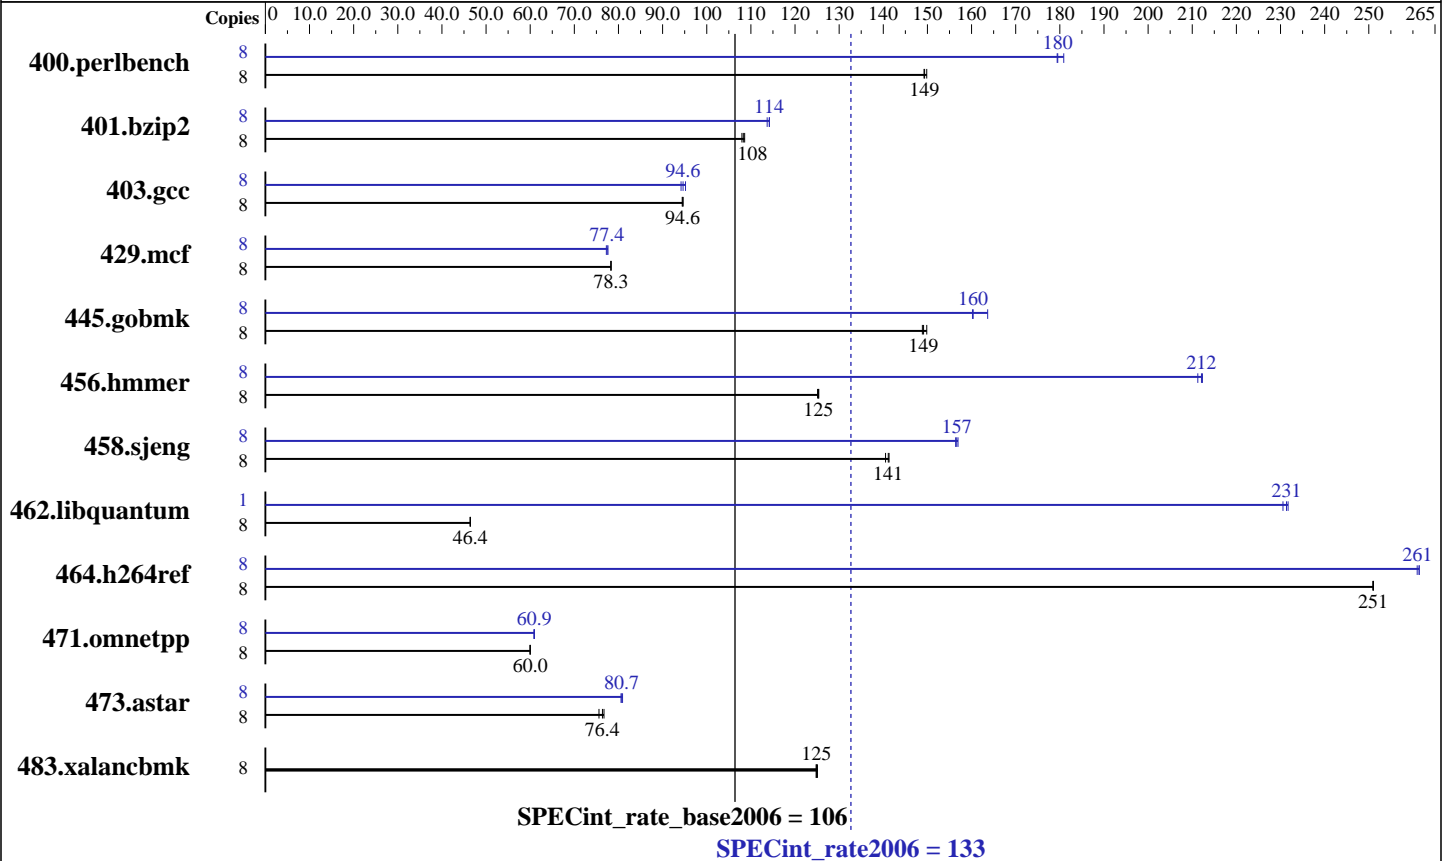 Copies 0 10.0 20.0 30.0 40.0 50.0 60.0 70.0 80.0 90.0 100 110 120 130 140 150 160 170 180 190 200 210 220 230 240 250 265
400.perlbench 8 180
8 149
401.bzip2 8 114
8 108
403.gcc 8 94.6
8 94.6
429.mcf 8 77.4
8 78.3
445.gobmk 8 160
8 149
456.hmmer 8 212
8 125
458.sjeng 8 157
8 141
462.libquantum 1 231
8 46.4
464.h264ref 8 261
8 251
471.omnetpp 8 60.9
8 60.0
473.astar 8 80.7
8 76.4
483.xalancbmk 8 125
SPECint_rate_base2006 = 106
SPECint_rate2006 = 133